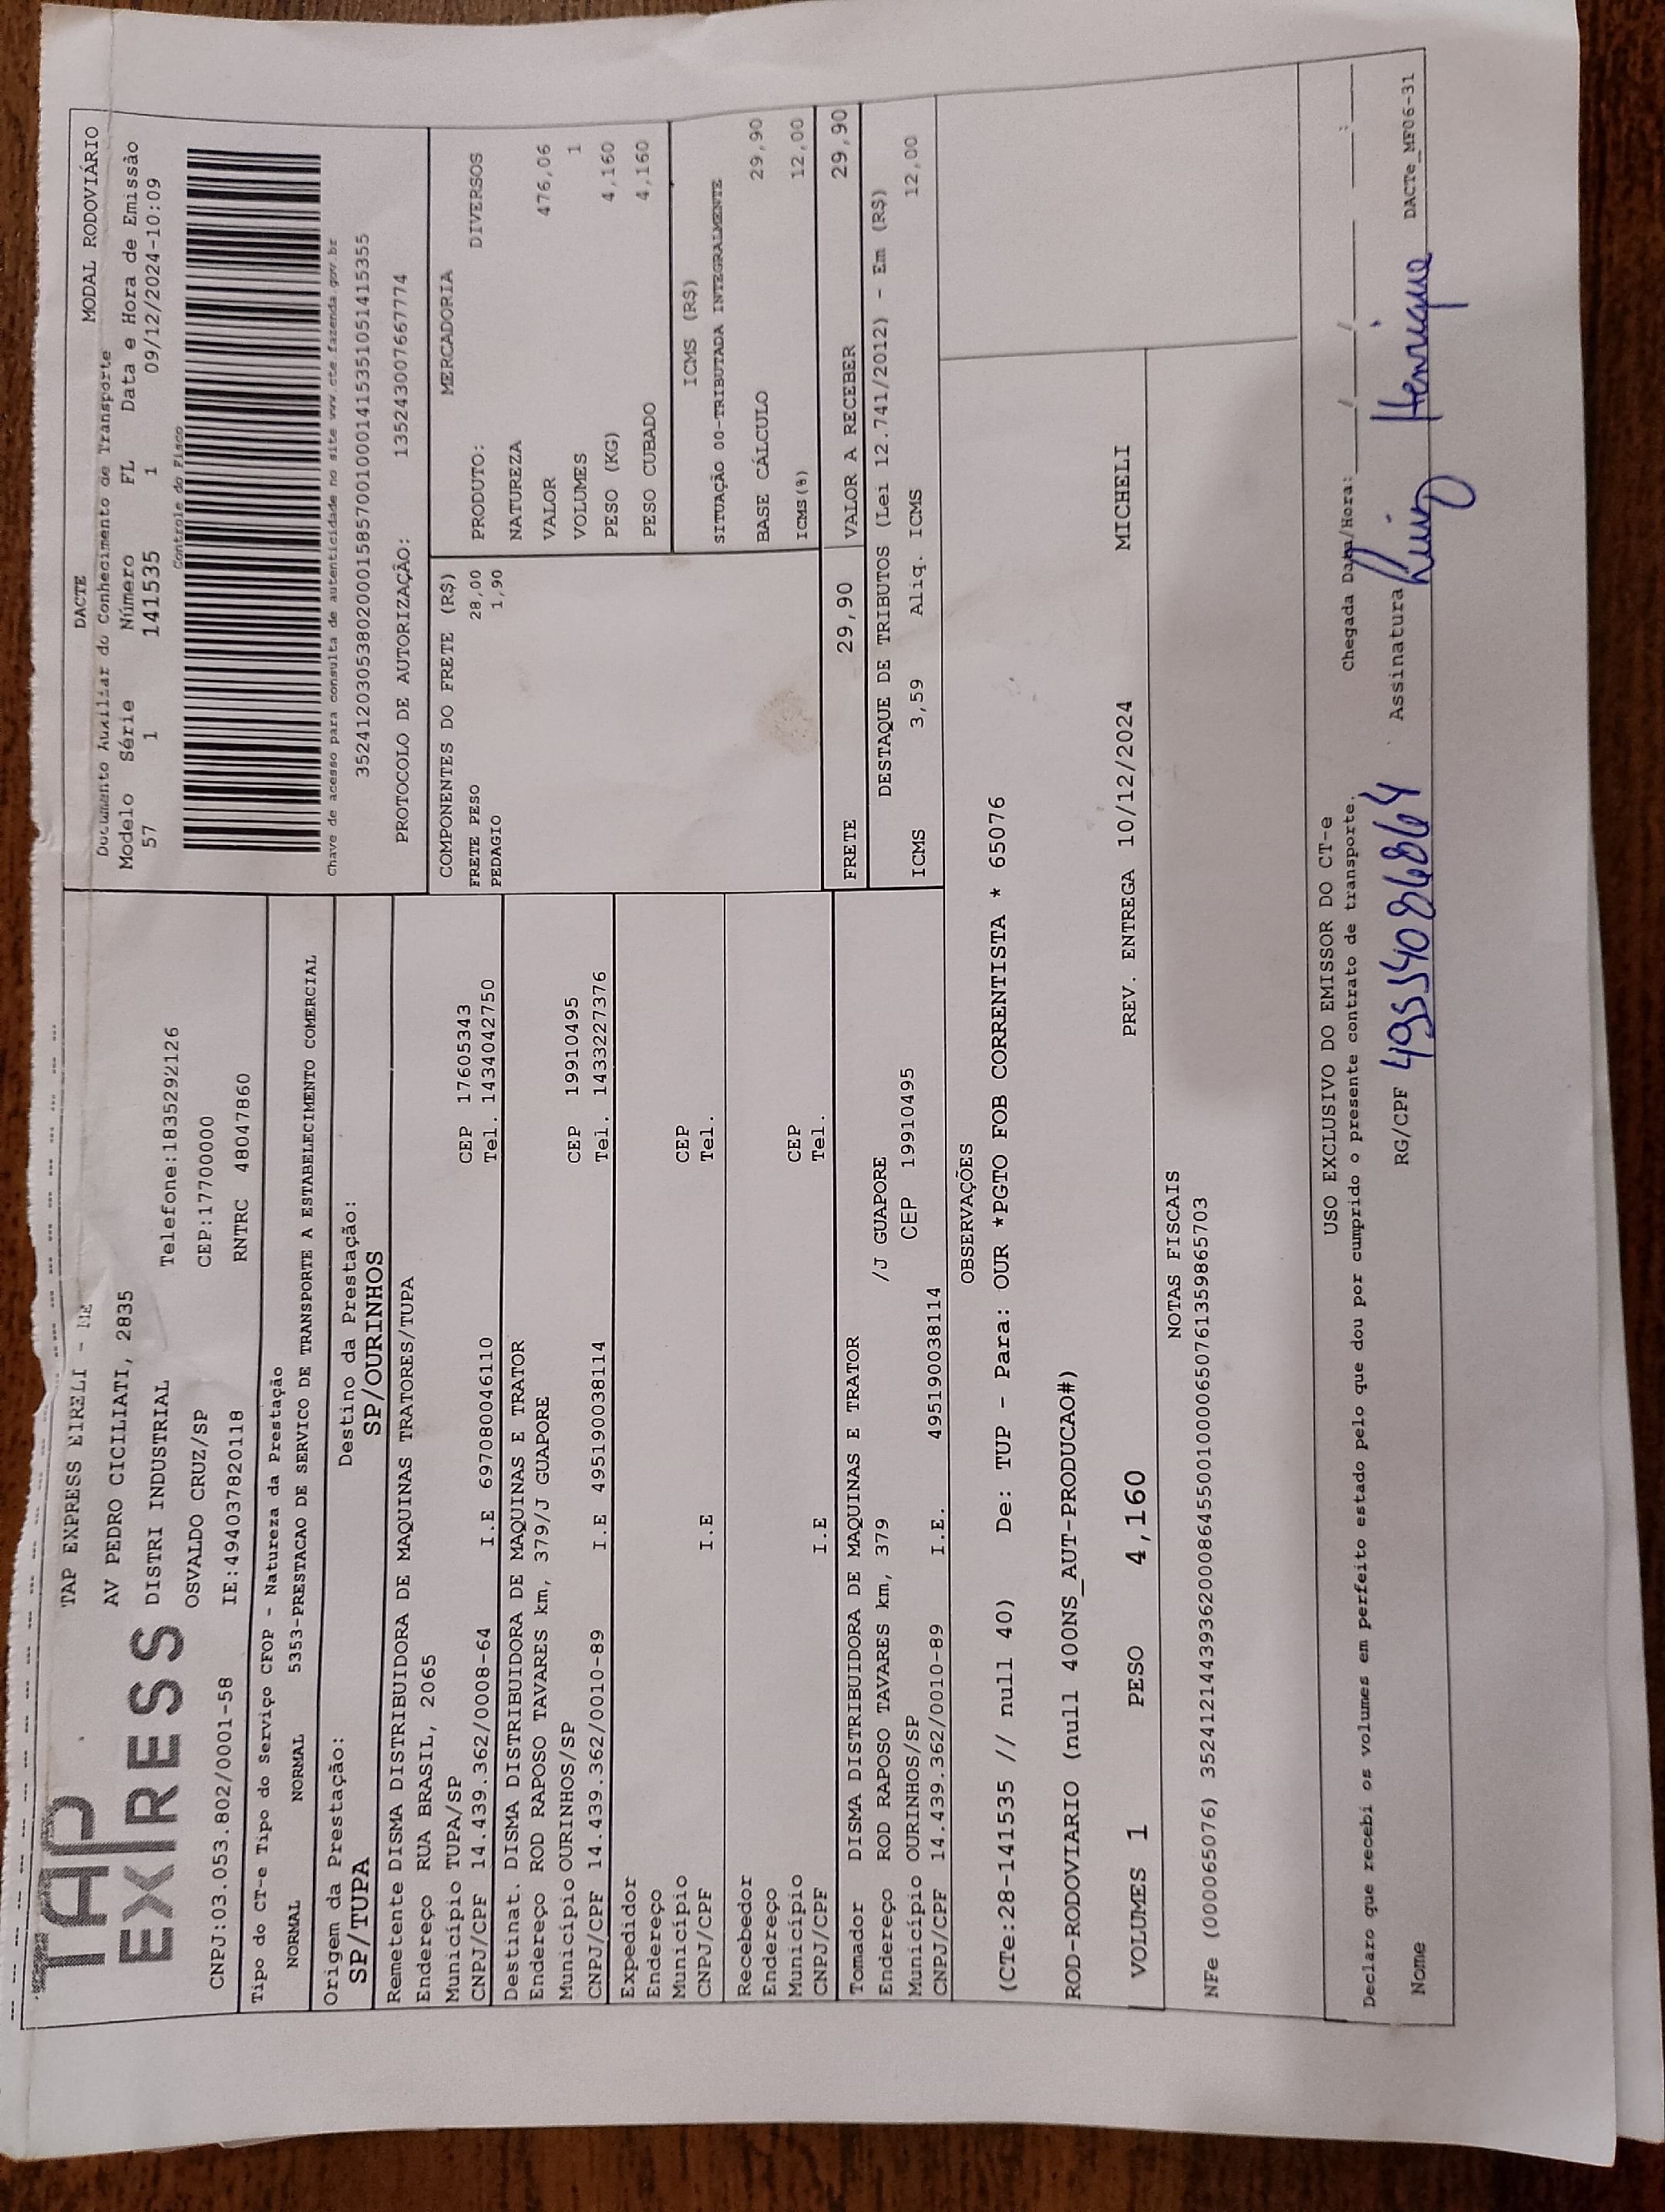 TAP EXPRESS
TAP EXPRESS EIRELI - ME
AV PEDRO CICILIATI, 2835
DISTRI INDUSTRIAL
Telefone:1835292126
OSVALDO CRUZ/SP CEP:17700000
CNPJ:03.053.802/0001-58 IE:494037820118 RNTRC 48047860
DACTE MODAL RODOVIÁRIO
Documento Auxiliar do Conhecimento de Transporte
Modelo Série Número FL Data e Hora de Emissão
57 1 141535 1 09/12/2024-10:09
Controle do Fisco
Chave de acesso para consulta de autenticidade no site www.cte.fazenda.gov.br
35241203053802000158570010001415351051415355
PROTOCOLO DE AUTORIZAÇÃO: 135243007667774
Tipo do CT-e Tipo do Serviço CFOP - Natureza da Prestação
NORMAL NORMAL 5353-PRESTACAO DE SERVICO DE TRANSPORTE A ESTABELECIMENTO COMERCIAL
Origem da Prestação: Destino da Prestação:
SP/TUPA SP/OURINHOS
Remetente DISMA DISTRIBUIDORA DE MAQUINAS TRATORES/TUPA
Endereço RUA BRASIL, 2065
Município TUPA/SP CEP 17605343
CNPJ/CPF 14.439.362/0008-64 I.E 697080046110 Tel. 1434042750
Destinat. DISMA DISTRIBUIDORA DE MAQUINAS E TRATOR
Endereço ROD RAPOSO TAVARES km, 379/J GUAPORE
Município OURINHOS/SP CEP 19910495
CNPJ/CPF 14.439.362/0010-89 I.E 495190038114 Tel. 1433227376
Expedidor
Endereço
Município CEP
CNPJ/CPF I.E Tel.
Recebedor
Endereço
Município CEP
CNPJ/CPF I.E Tel.
Tomador DISMA DISTRIBUIDORA DE MAQUINAS E TRATOR
Endereço ROD RAPOSO TAVARES km, 379 /J GUAPORE
Município OURINHOS/SP CEP 19910495
CNPJ/CPF 14.439.362/0010-89 I.E. 495190038114
COMPONENTES DO FRETE (R$)
FRETE PESO 28,00
PEDAGIO 1,90
MERCADORIA
PRODUTO: DIVERSOS
NATUREZA
VALOR 476,06
VOLUMES 1
PESO (KG) 4,160
PESO CUBADO 4,160
ICMS (R$)
SITUAÇÃO 00-TRIBUTADA INTEGRALMENTE
BASE CÁLCULO 29,90
ICMS(%) 12,00
FRETE 29,90 VALOR A RECEBER 29,90
DESTAQUE DE TRIBUTOS (Lei 12.741/2012) - Em (R$)
ICMS 3,59 Aliq. ICMS 12,00
OBSERVAÇÕES
(CTe:28-141535 // null 40) De: TUP - Para: OUR *PGTO FOB CORRENTISTA * 65076
ROD-RODOVIARIO (null 400NS_AUT-PRODUCAO#)
VOLUMES 1 PESO 4,160 PREV. ENTREGA 10/12/2024 MICHELI
NOTAS FISCAIS
NFe (000065076) 35241214439362000864550010000650761359865703
USO EXCLUSIVO DO EMISSOR DO CT-e
Declaro que recebi os volumes em perfeito estado pelo que dou por cumprido o presente contrato de transporte. Chegada Data/Hora: / / :
Nome RG/CPF Assinatura Luiz Henrique DACTe_MF06-31